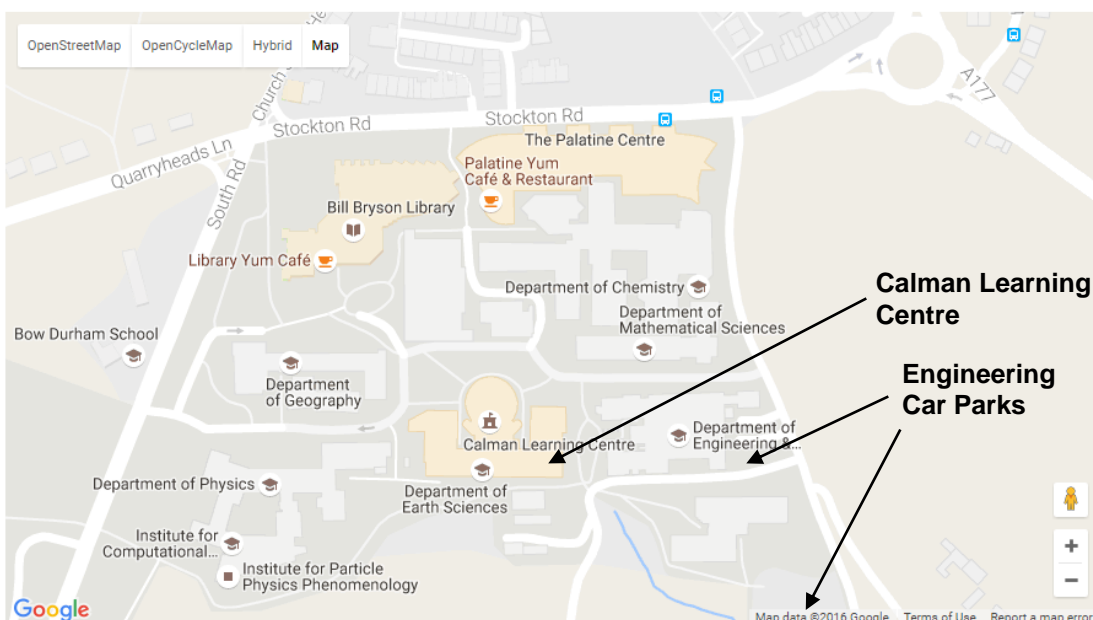 OpenStreetMap OpenCycleMap Hybrid Map
Church S
He
A177
Stockton Rd
Stockton Rd
The Palatine Centre
Quarryheads Ln
South Rd
Palatine Yum
Café & Restaurant
Bill Bryson Library
Library Yum Café
Department of Chemistry
Calman Learning
Centre
Department of
Mathematical Sciences
Bow Durham School
Engineering
Car Parks
Department
of Geography
Department of
Engineering &...
Calman Learning Centre
Department of Physics
Department of
Earth Sciences
Institute for
Computational...
Institute for Particle
Physics Phenomenology
+
−
Google
Map data ©2016 Google Terms of Use Report a map error